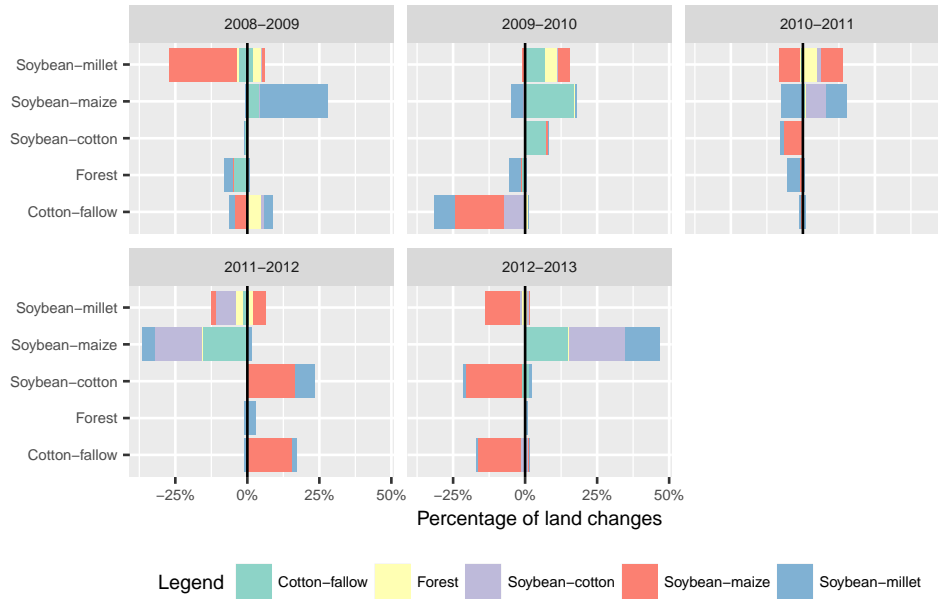 2008−2009
2009−2010
2010−2011
Soybean−millet
Soybean−maize
Soybean−cotton
Forest
Cotton−fallow
2011−2012
2012−2013
Soybean−millet
Soybean−maize
Soybean−cotton
Forest
Cotton−fallow
−25% 0% 25% 50% −25% 0% 25% 50%
Percentage of land changes
Legend Cotton−fallow Forest Soybean−cotton Soybean−maize Soybean−millet